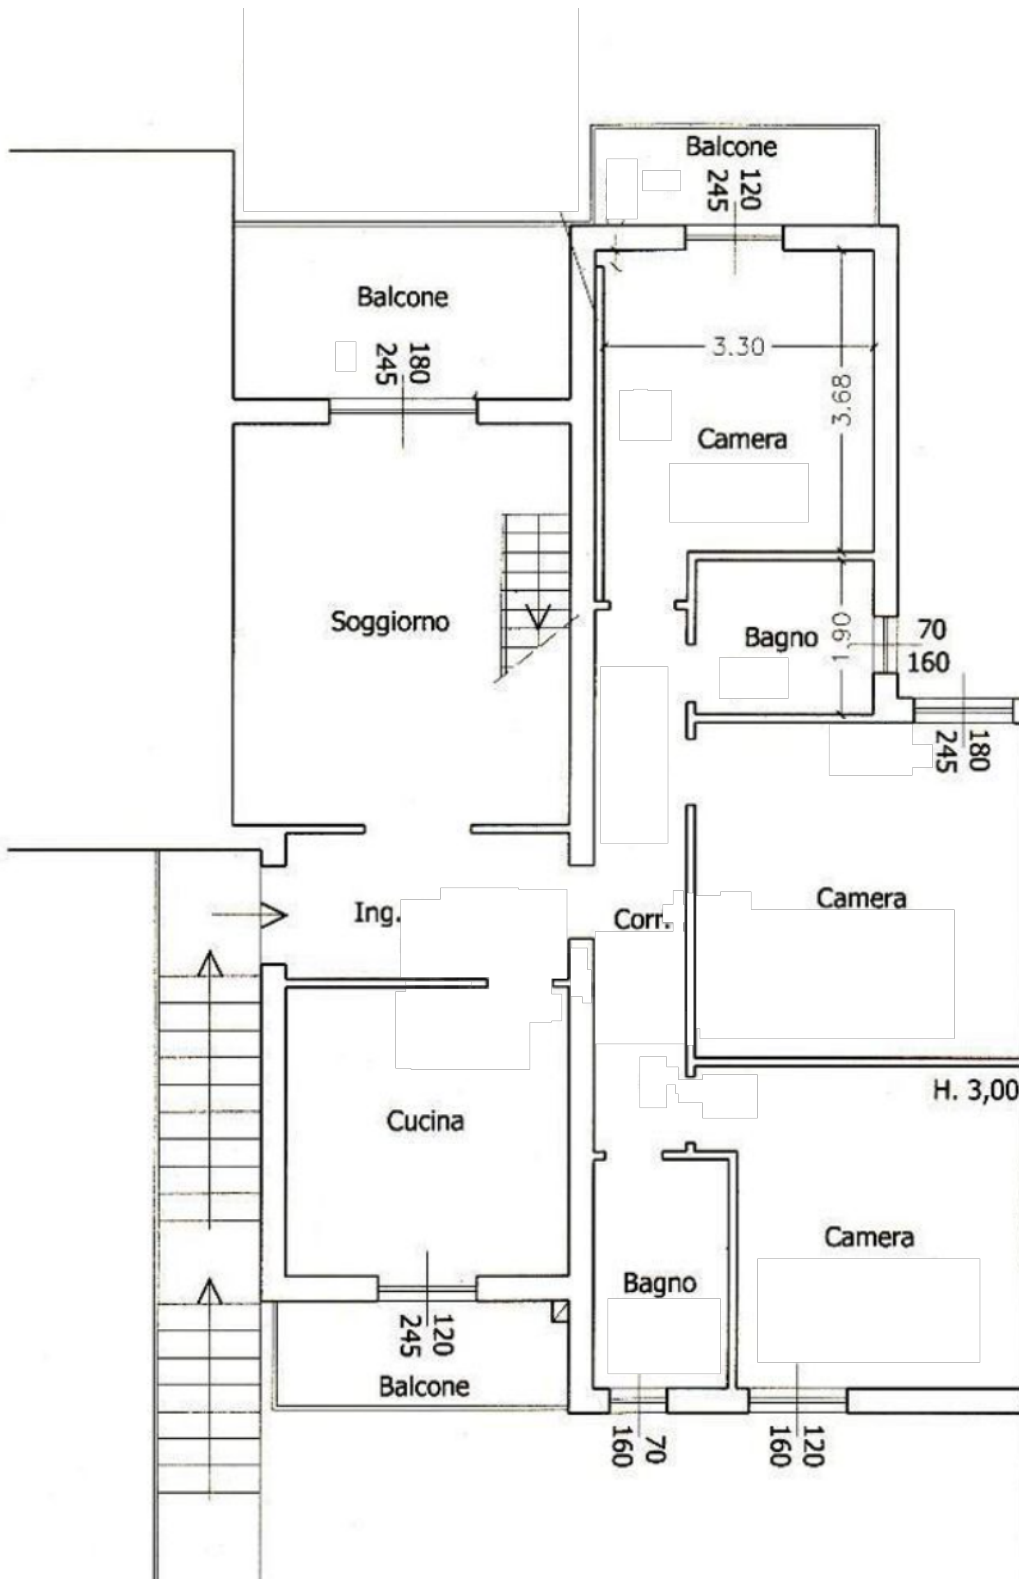 Balcone
120
245
Balcone
180
245
3.30
3.68
Camera
Soggiorno
Bagno
1.90
70
160
180
245
Camera
Ing.
Corr.
H. 3,00
Cucina
Camera
Bagno
120
245
Balcone
70
160
120
160